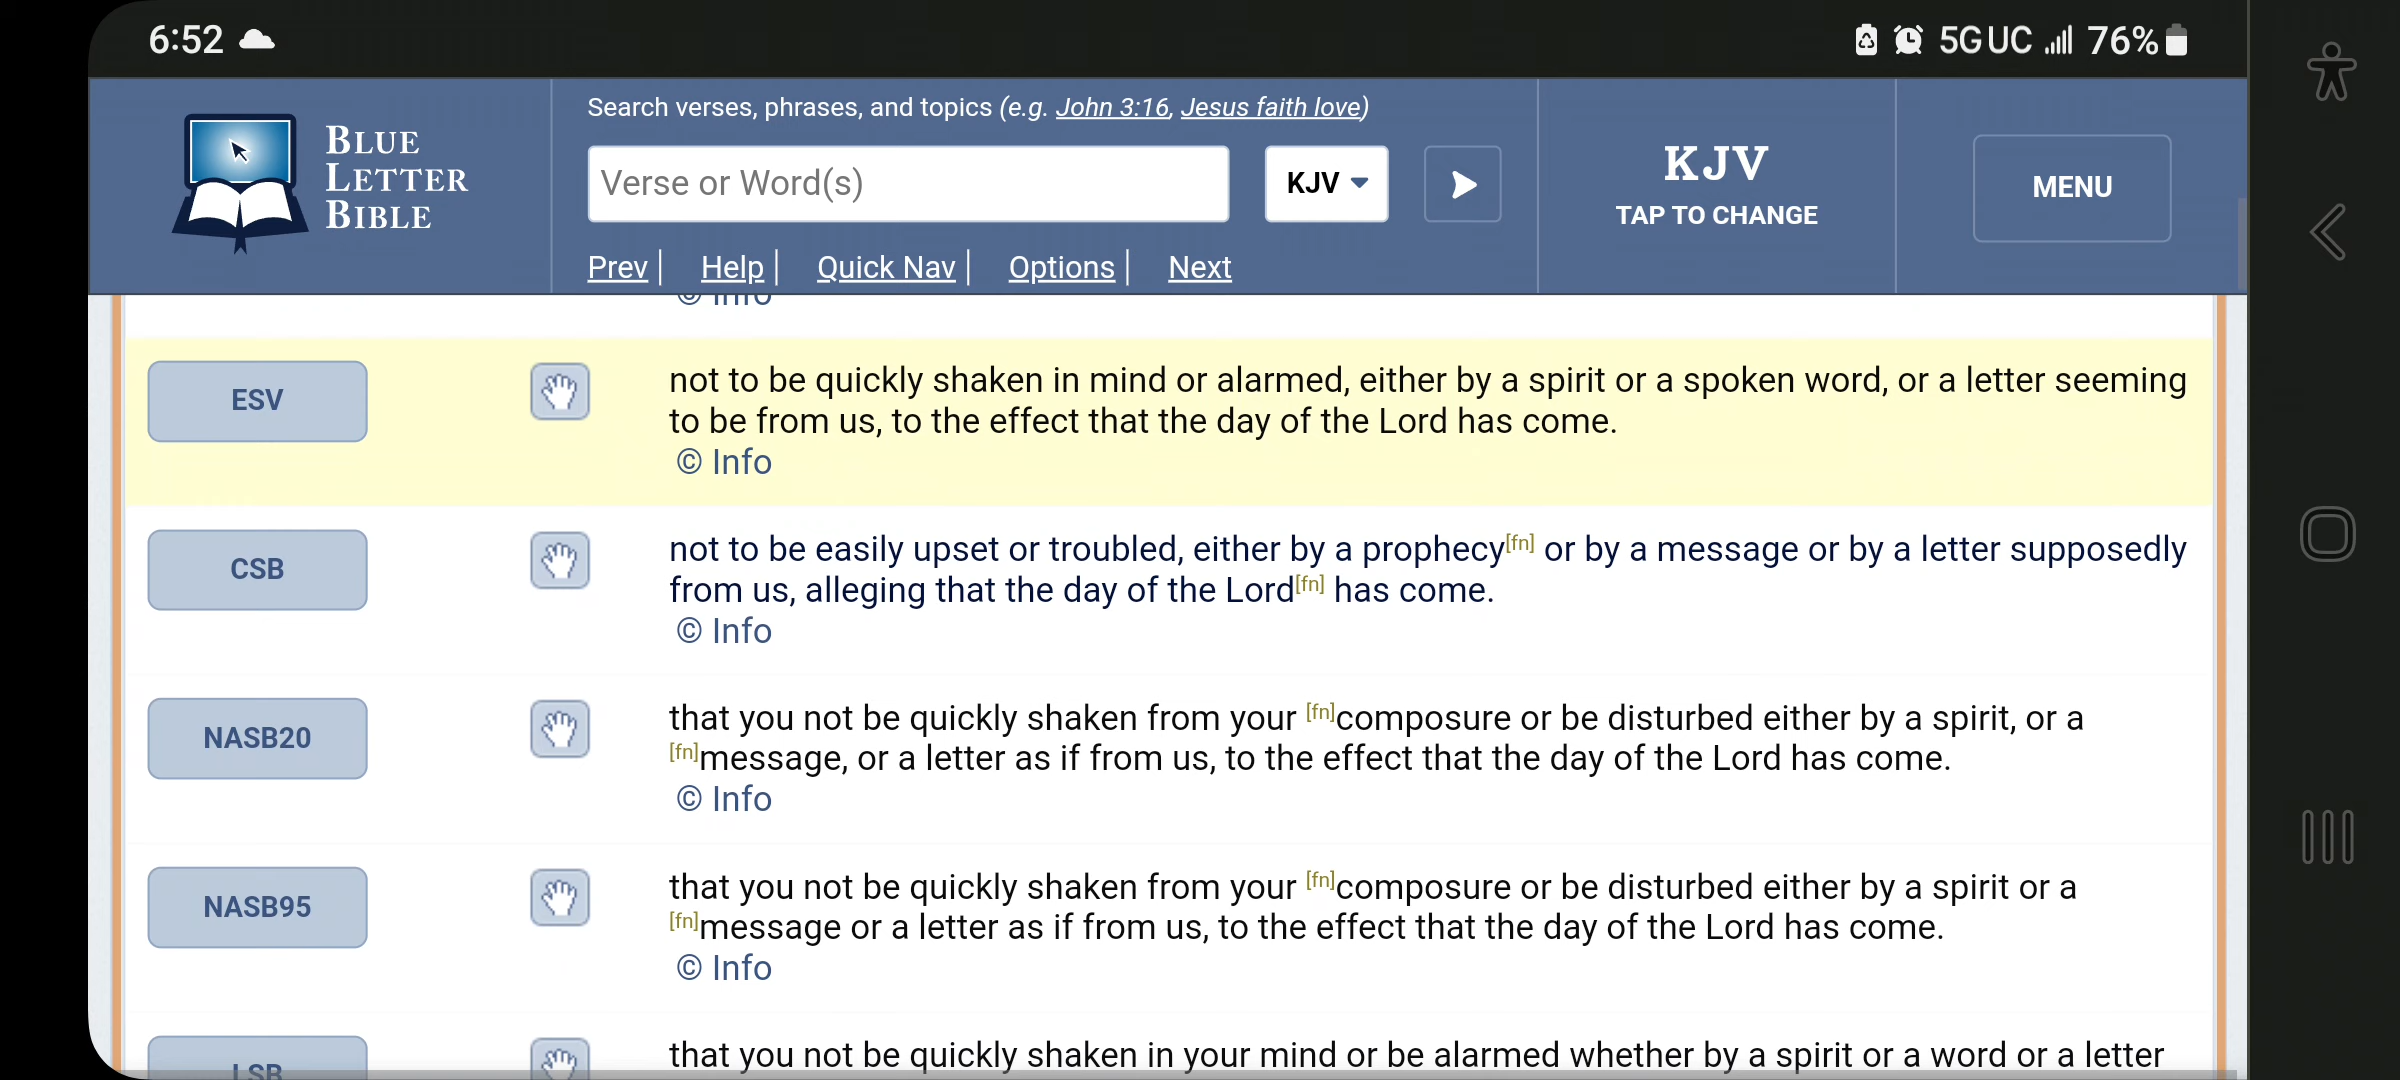 6:52
5G UC 76%
BLUE
LETTER
BIBLE
Search verses, phrases, and topics (e.g. John 3:16, Jesus faith love)
Verse or Word(s)
KJV
KJV
TAP TO CHANGE
MENU
Prev | Help | Quick Nav | Options | Next
© Info
ESV
not to be quickly shaken in mind or alarmed, either by a spirit or a spoken word, or a letter seeming
to be from us, to the effect that the day of the Lord has come.
© Info
CSB
not to be easily upset or troubled, either by a prophecy[fn] or by a message or by a letter supposedly
from us, alleging that the day of the Lord[fn] has come.
© Info
NASB20
that you not be quickly shaken from your [fn]composure or be disturbed either by a spirit, or a
[fn]message, or a letter as if from us, to the effect that the day of the Lord has come.
© Info
NASB95
that you not be quickly shaken from your [fn]composure or be disturbed either by a spirit or a
[fn]message or a letter as if from us, to the effect that the day of the Lord has come.
© Info
LSB
that you not be quickly shaken in your mind or be alarmed whether by a spirit or a word or a letter